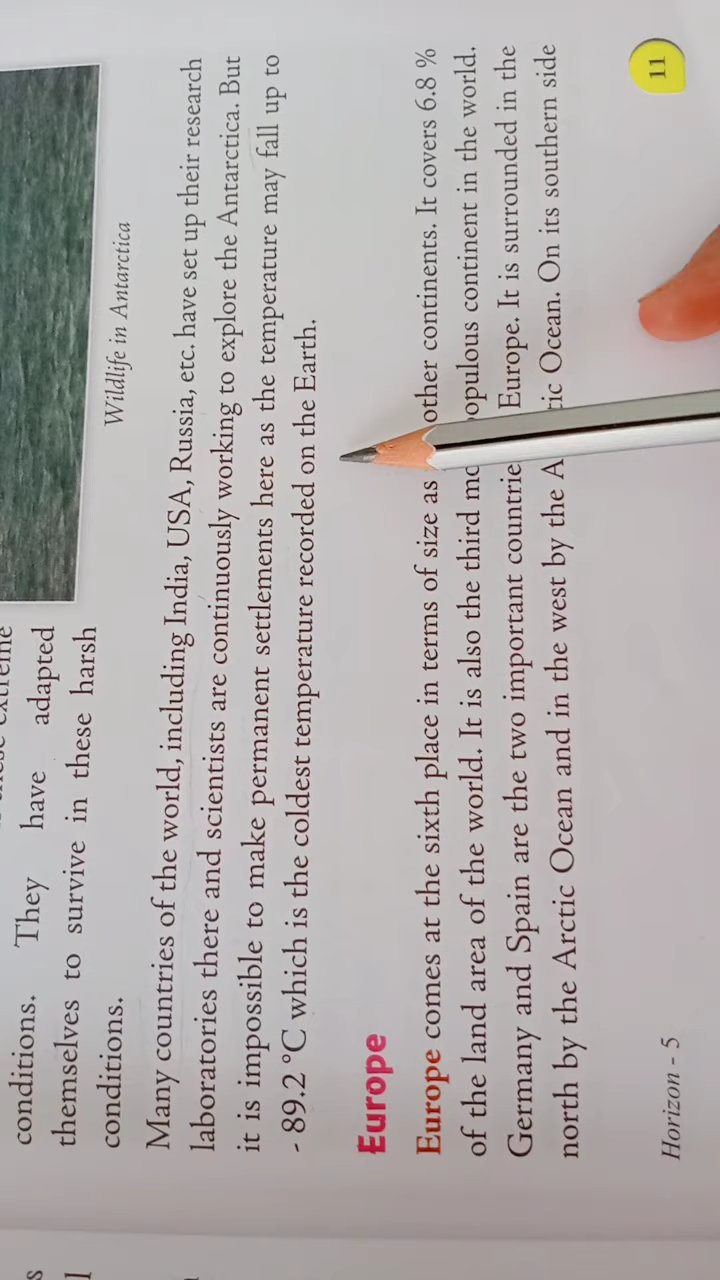 conditions. They have adapted
themselves to survive in these harsh
conditions.
Wildlife in Antarctica
Many countries of the world, including India, USA, Russia, etc. have set up their research
laboratories there and scientists are continuously working to explore the Antarctica. But
it is impossible to make permanent settlements here as the temperature may fall up to
- 89.2 °C which is the coldest temperature recorded on the Earth.
Europe
Europe comes at the sixth place in terms of size as other continents. It covers 6.8 %
of the land area of the world. It is also the third continent in the world.
Germany and Spain are the two important Europe. It is surrounded in the
north by the Arctic Ocean and in the west by the Ocean. On its southern side
Horizon - 5
11